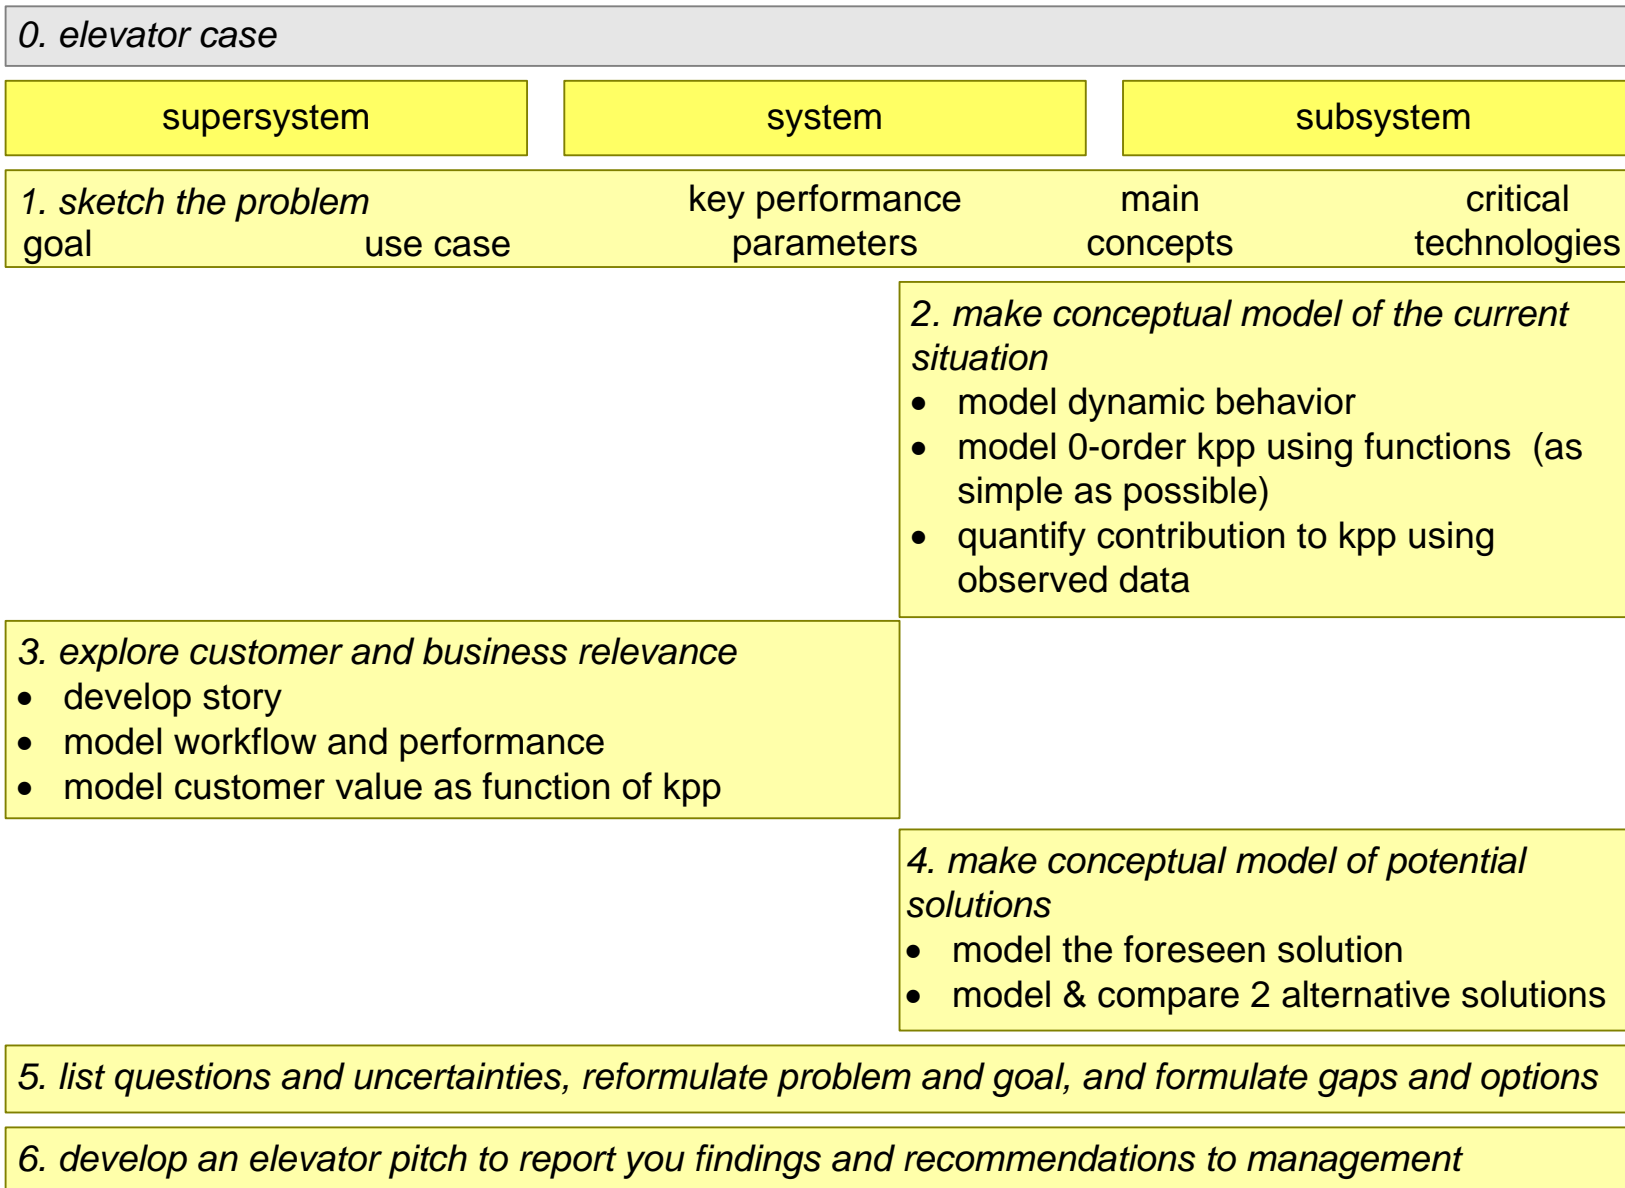 0. elevator case
supersystem
system
subsystem
1. sketch the problem
goal
use case
key performance
parameters
main
concepts
critical
technologies
2. make conceptual model of the current
situation
• model dynamic behavior
• model 0-order kpp using functions  (as
simple as possible)
• quantify contribution to kpp using
observed data
3. explore customer and business relevance
• develop story
• model workflow and performance
• model customer value as function of kpp
4. make conceptual model of potential
solutions
• model the foreseen solution
• model & compare 2 alternative solutions
5. list questions and uncertainties, reformulate problem and goal, and formulate gaps and options
6. develop an elevator pitch to report you findings and recommendations to management